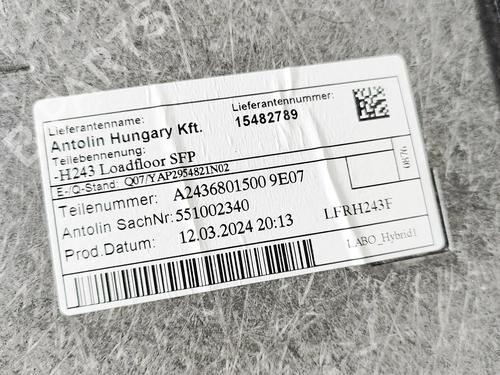 Lieferantenname:
Antolin Hungary Kft.
Lieferantennummer:
15482789
Teilebennenung:
-H243 Loadfloor SFP
E-/Q-Stand: Q07/YAP2954821N02
Teilenummer: A2436801500 9E07
Antolin SachNr: 551002340
Prod.Datum: 12.03.2024 20:13
0876
LFRH243F
LABO_Hybrid1